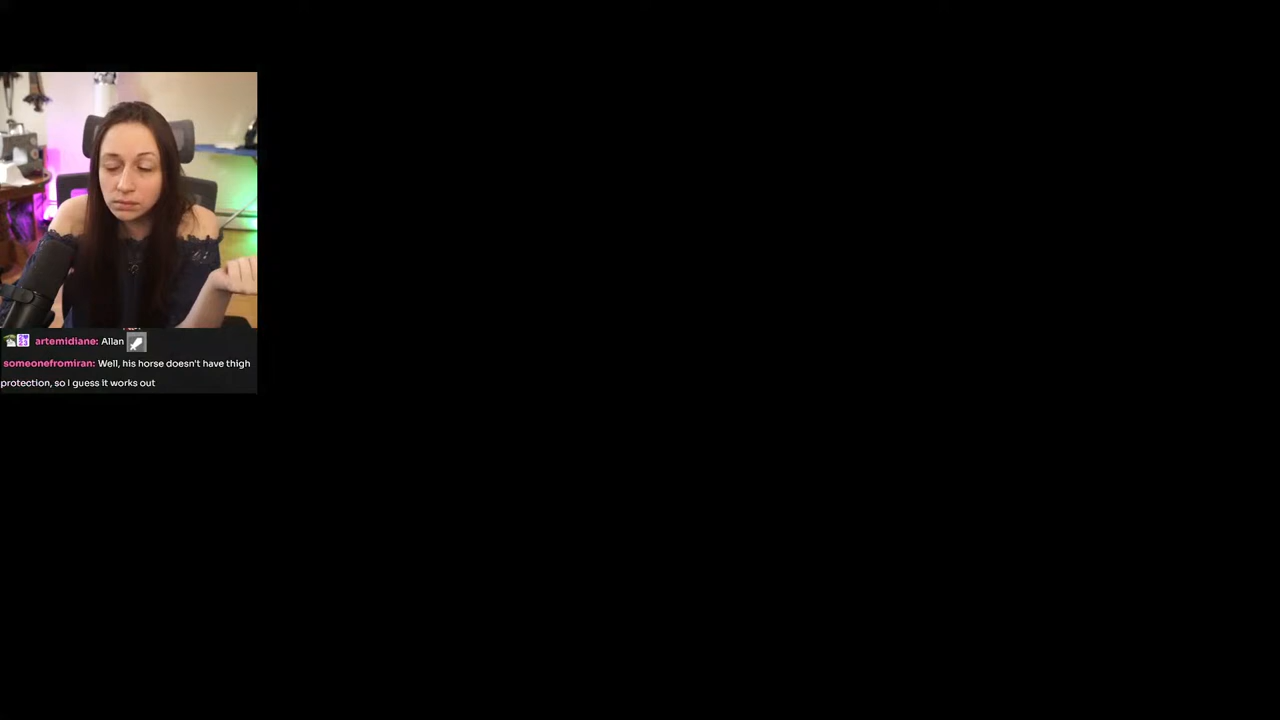 artemidiane: Allan
someonefromiran: Well, his horse doesn't have thigh
protection, so I guess it works out